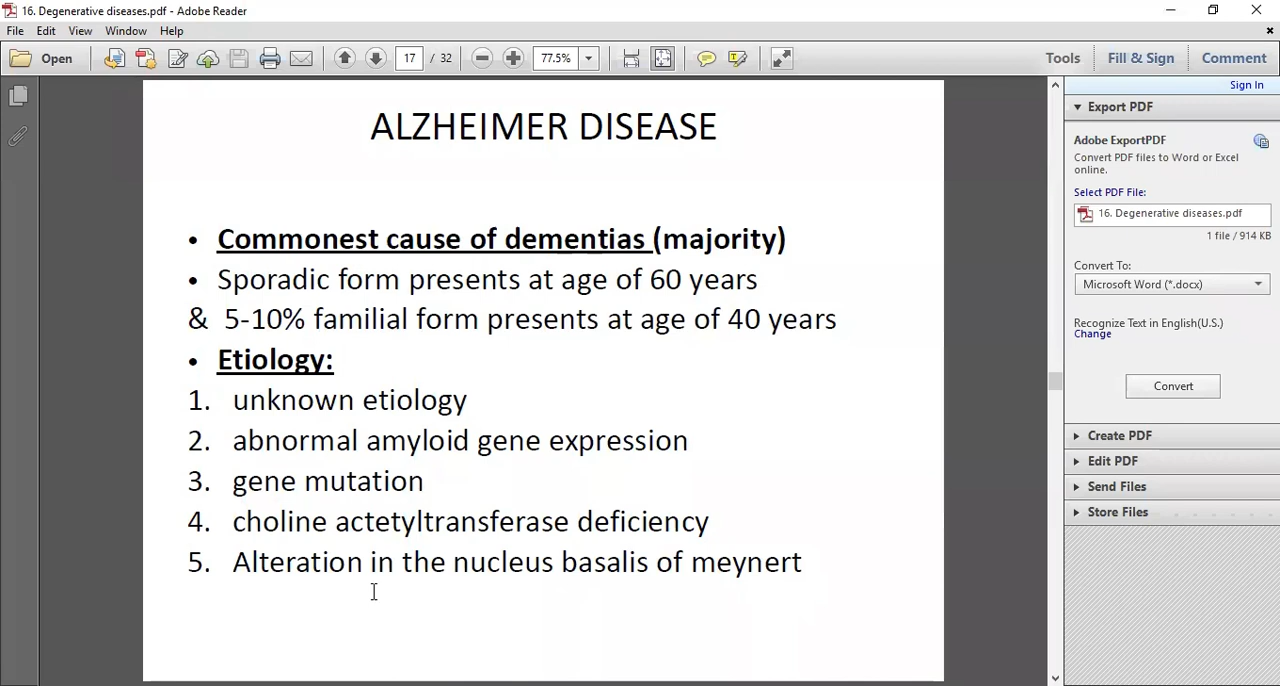 16. Degenerative diseases.pdf - Adobe Reader
File Edit View Window Help
Open 17 / 32 77.5% Tools Fill & Sign Comment
Sign In
ALZHEIMER DISEASE
• Commonest cause of dementias (majority)
• Sporadic form presents at age of 60 years
& 5-10% familial form presents at age of 40 years
• Etiology:
1. unknown etiology
2. abnormal amyloid gene expression
3. gene mutation
4. choline actetyltransferase deficiency
5. Alteration in the nucleus basalis of meynert
Export PDF
Adobe ExportPDF
Convert PDF files to Word or Excel
online.
Select PDF File:
16. Degenerative diseases.pdf
1 file / 914 KB
Convert To:
Microsoft Word (*.docx)
Recognize Text in English(U.S.)
Change
Convert
Create PDF
Edit PDF
Send Files
Store Files